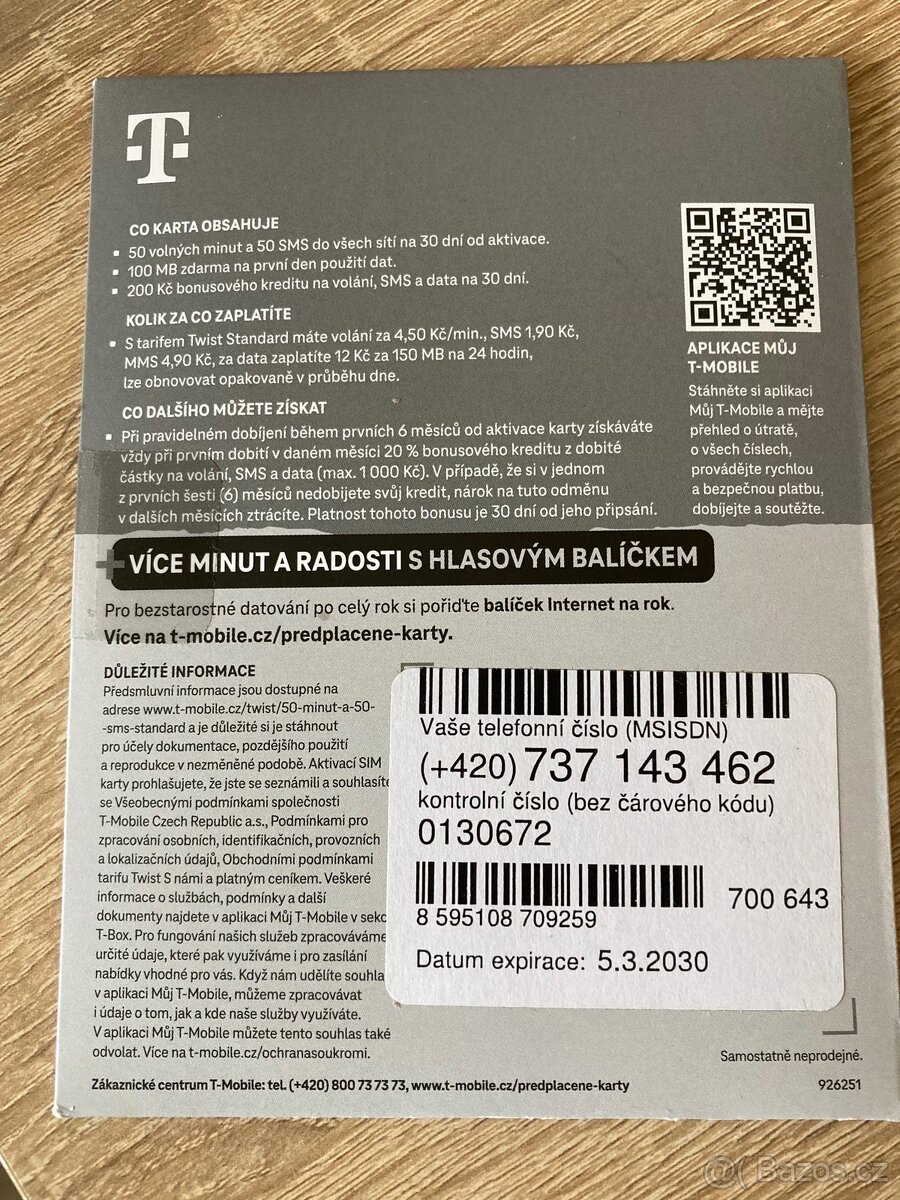 T
CO KARTA OBSAHUJE
▪ 50 volných minut a 50 SMS do všech sítí na 30 dní od aktivace.
▪ 100 MB zdarma na první den použití dat.
▪ 200 Kč bonusového kreditu na volání, SMS a data na 30 dní.
KOLIK ZA CO ZAPLATÍTE
▪ S tarifem Twist Standard máte volání za 4,50 Kč/min., SMS 1,90 Kč,
MMS 4,90 Kč, za data zaplatíte 12 Kč za 150 MB na 24 hodin,
lze obnovovat opakovaně v průběhu dne.
CO DALŠÍHO MŮŽETE ZÍSKAT
▪ Při pravidelném dobíjení během prvních 6 měsíců od aktivace karty získáváte
vždy při prvním dobití v daném měsíci 20 % bonusového kreditu z dobité
částky na volání, SMS a data (max. 1 000 Kč). V případě, že si v jednom
z prvních šesti (6) měsíců nedobijete svůj kredit, nárok na tuto odměnu
v dalších měsících ztrácíte. Platnost tohoto bonusu je 30 dní od jeho připsání.
APLIKACE MŮJ
T-MOBILE
Stáhněte si aplikaci
Můj T-Mobile a mějte
přehled o útratě,
o všech číslech,
provádějte rychlou
a bezpečnou platbu,
dobíjejte a soutěžte.
+ VÍCE MINUT A RADOSTI S HLASOVÝM BALÍČKEM
Pro bezstarostné datování po celý rok si pořiďte balíček Internet na rok.
Více na t-mobile.cz/predplacene-karty.
DŮLEŽITÉ INFORMACE
Předsmluvní informace jsou dostupné na
adrese www.t-mobile.cz/twist/50-minut-a-50-
-sms-standard a je důležité si je stáhnout
pro účely dokumentace, pozdějšího použití
a reprodukce v nezměněné podobě. Aktivací SIM
karty prohlašujete, že jste se seznámili a souhlasíte
se Všeobecnými podmínkami společnosti
T-Mobile Czech Republic a.s., Podmínkami pro
zpracování osobních, identifikačních, provozních
a lokalizačních údajů, Obchodními podmínkami
tarifu Twist S námi a platným ceníkem. Veškeré
informace o službách, podmínky a další
dokumenty najdete v aplikaci Můj T-Mobile v sekc
T-Box. Pro fungování našich služeb zpracováváme
určité údaje, které pak využíváme i pro zasílání
nabídky vhodné pro vás. Když nám udělíte souhla
v aplikaci Můj T-Mobile, můžeme zpracovávat
i údaje o tom, jak a kde naše služby využíváte.
V aplikaci Můj T-Mobile můžete tento souhlas také
odvolat. Více na t-mobile.cz/ochranasoukromi.
Vaše telefonní číslo (MSISDN)
(+420) 737 143 462
kontrolní číslo (bez čárového kódu)
0130672
8 595108 709259
700 643
Datum expirace: 5.3.2030
Samostatně neprodejné.
Zákaznické centrum T-Mobile: tel. (+420) 800 73 73 73, www.t-mobile.cz/predplacene-karty
926251
Bazos.cz